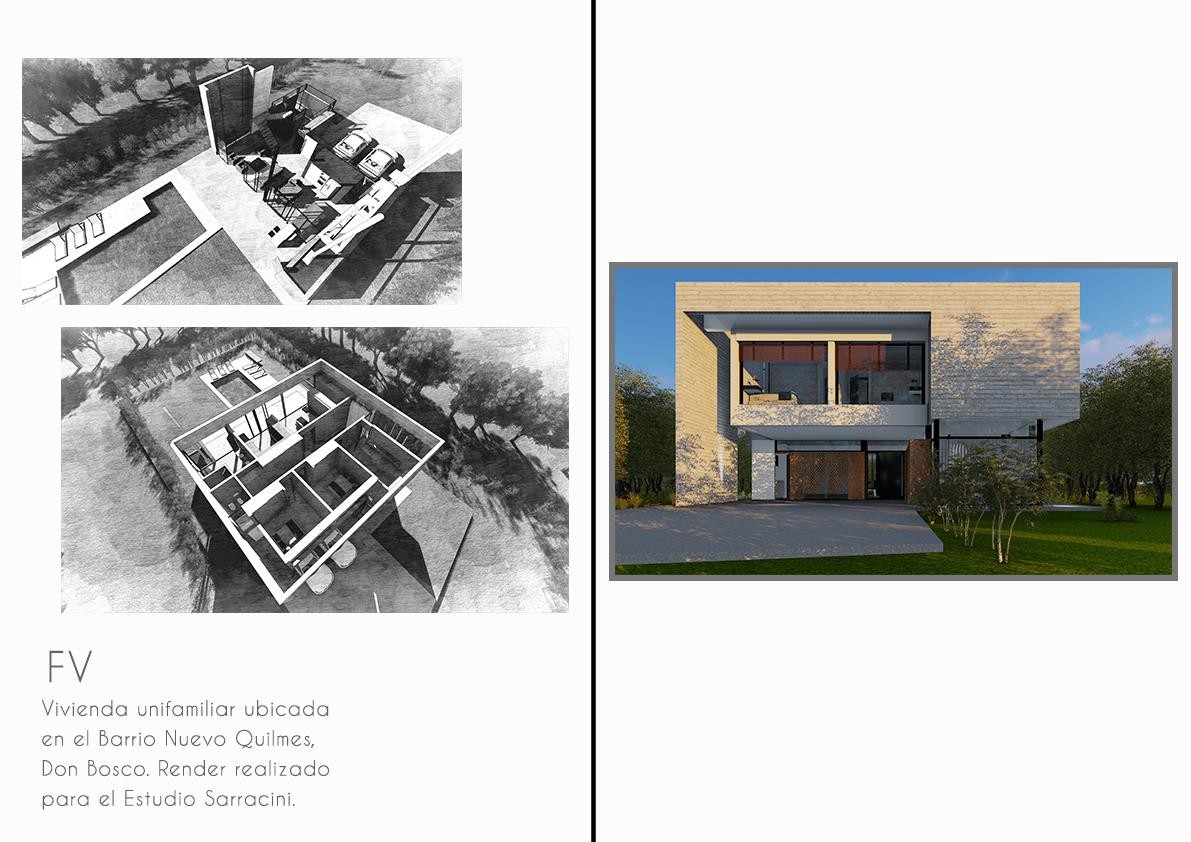 FV
Vivienda unifamiliar ubicada
en el Barrio Nuevo Quilmes,
Don Bosco. Render realizado
para el Estudio Sarracini.